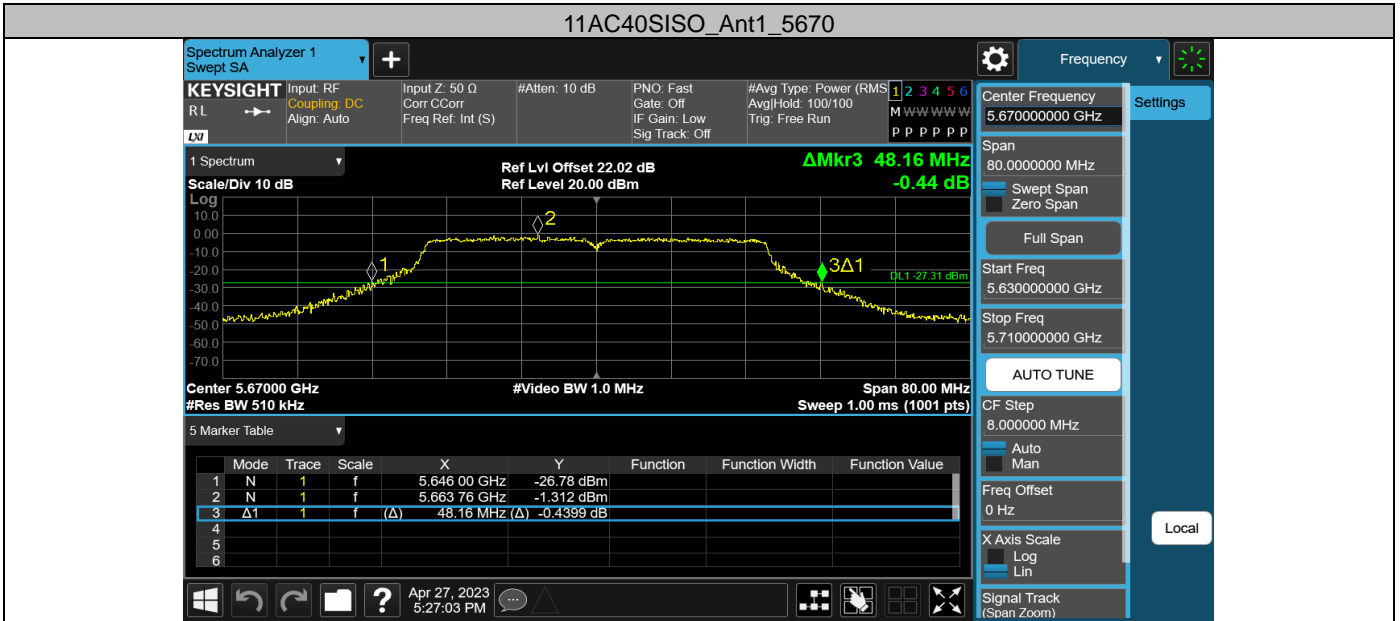 11AC40SISO_Ant1_5670
Spectrum Analyzer 1
Swept SA
Frequency
KEYSIGHT
RL
LXI
Input: RF
Coupling: DC
Align: Auto
Input Z: 50 Ω
Corr CCorr
Freq Ref: Int (S)
#Atten: 10 dB
PNO: Fast
Gate: Off
IF Gain: Low
Sig Track: Off
#Avg Type: Power (RMS
Avg|Hold: 100/100
Trig: Free Run
1 2 3 4 5 6
M W W W W W
P P P P P P
1 Spectrum
Scale/Div 10 dB
Ref Lvl Offset 22.02 dB
Ref Level 20.00 dBm
ΔMkr3 48.16 MHz
-0.44 dB
Log
10.0
0.00
-10.0
-20.0
-30.0
-40.0
-50.0
-60.0
-70.0
1
2
3Δ1
DL1 -27.31 dBm
Center 5.67000 GHz
#Video BW 1.0 MHz
Span 80.00 MHz
#Res BW 510 kHz
Sweep 1.00 ms (1001 pts)
5 Marker Table
Mode Trace Scale X Y Function Function Width Function Value
1 N 1 f 5.646 00 GHz -26.78 dBm
2 N 1 f 5.663 76 GHz -1.312 dBm
3 Δ1 1 f (Δ) 48.16 MHz (Δ) -0.4399 dB
4
5
6
Apr 27, 2023
5:27:03 PM
Center Frequency
5.670000000 GHz
Settings
Span
80.0000000 MHz
Swept Span
Zero Span
Full Span
Start Freq
5.630000000 GHz
Stop Freq
5.710000000 GHz
AUTO TUNE
CF Step
8.000000 MHz
Auto
Man
Freq Offset
0 Hz
X Axis Scale
Log
Lin
Local
Signal Track
(Span Zoom)